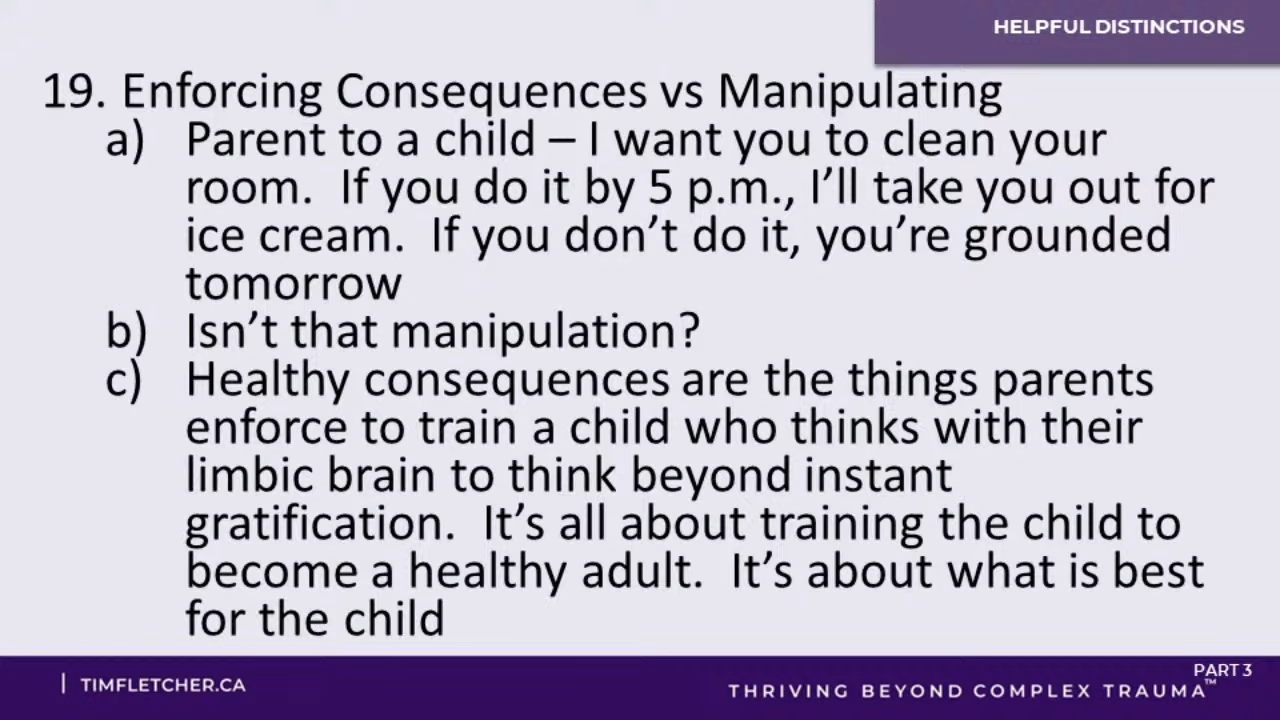 HELPFUL DISTINCTIONS
19. Enforcing Consequences vs Manipulating
a) Parent to a child – I want you to clean your
room.  If you do it by 5 p.m., I’ll take you out for
ice cream.  If you don’t do it, you’re grounded
tomorrow
b) Isn’t that manipulation?
c) Healthy consequences are the things parents
enforce to train a child who thinks with their
limbic brain to think beyond instant
gratification.  It’s all about training the child to
become a healthy adult.  It’s about what is best
for the child
| TIMFLETCHER.CA
PART 3
THRIVING BEYOND COMPLEX TRAUMA™